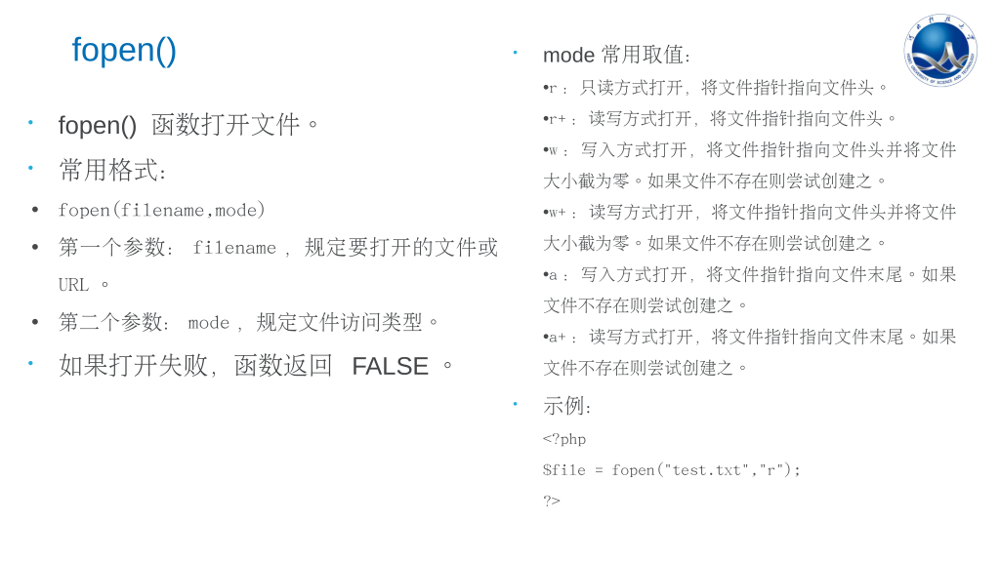 fopen()
• fopen() 函数打开文件。
• 常用格式:
• fopen(filename,mode)
• 第一个参数: filename , 规定要打开的文件或
URL 。
• 第二个参数: mode , 规定文件访问类型。
• 如果打开失败, 函数返回 FALSE 。
• mode 常用取值:
•r : 只读方式打开, 将文件指针指向文件头。
•r+ : 读写方式打开, 将文件指针指向文件头。
•w : 写入方式打开, 将文件指针指向文件头并将文件
大小截为零。如果文件不存在则尝试创建之。
•w+ : 读写方式打开, 将文件指针指向文件头并将文件
大小截为零。如果文件不存在则尝试创建之。
•a : 写入方式打开, 将文件指针指向文件末尾。如果
文件不存在则尝试创建之。
•a+ : 读写方式打开, 将文件指针指向文件末尾。如果
文件不存在则尝试创建之。
• 示例:
<?php
$file = fopen("test.txt","r");
?>